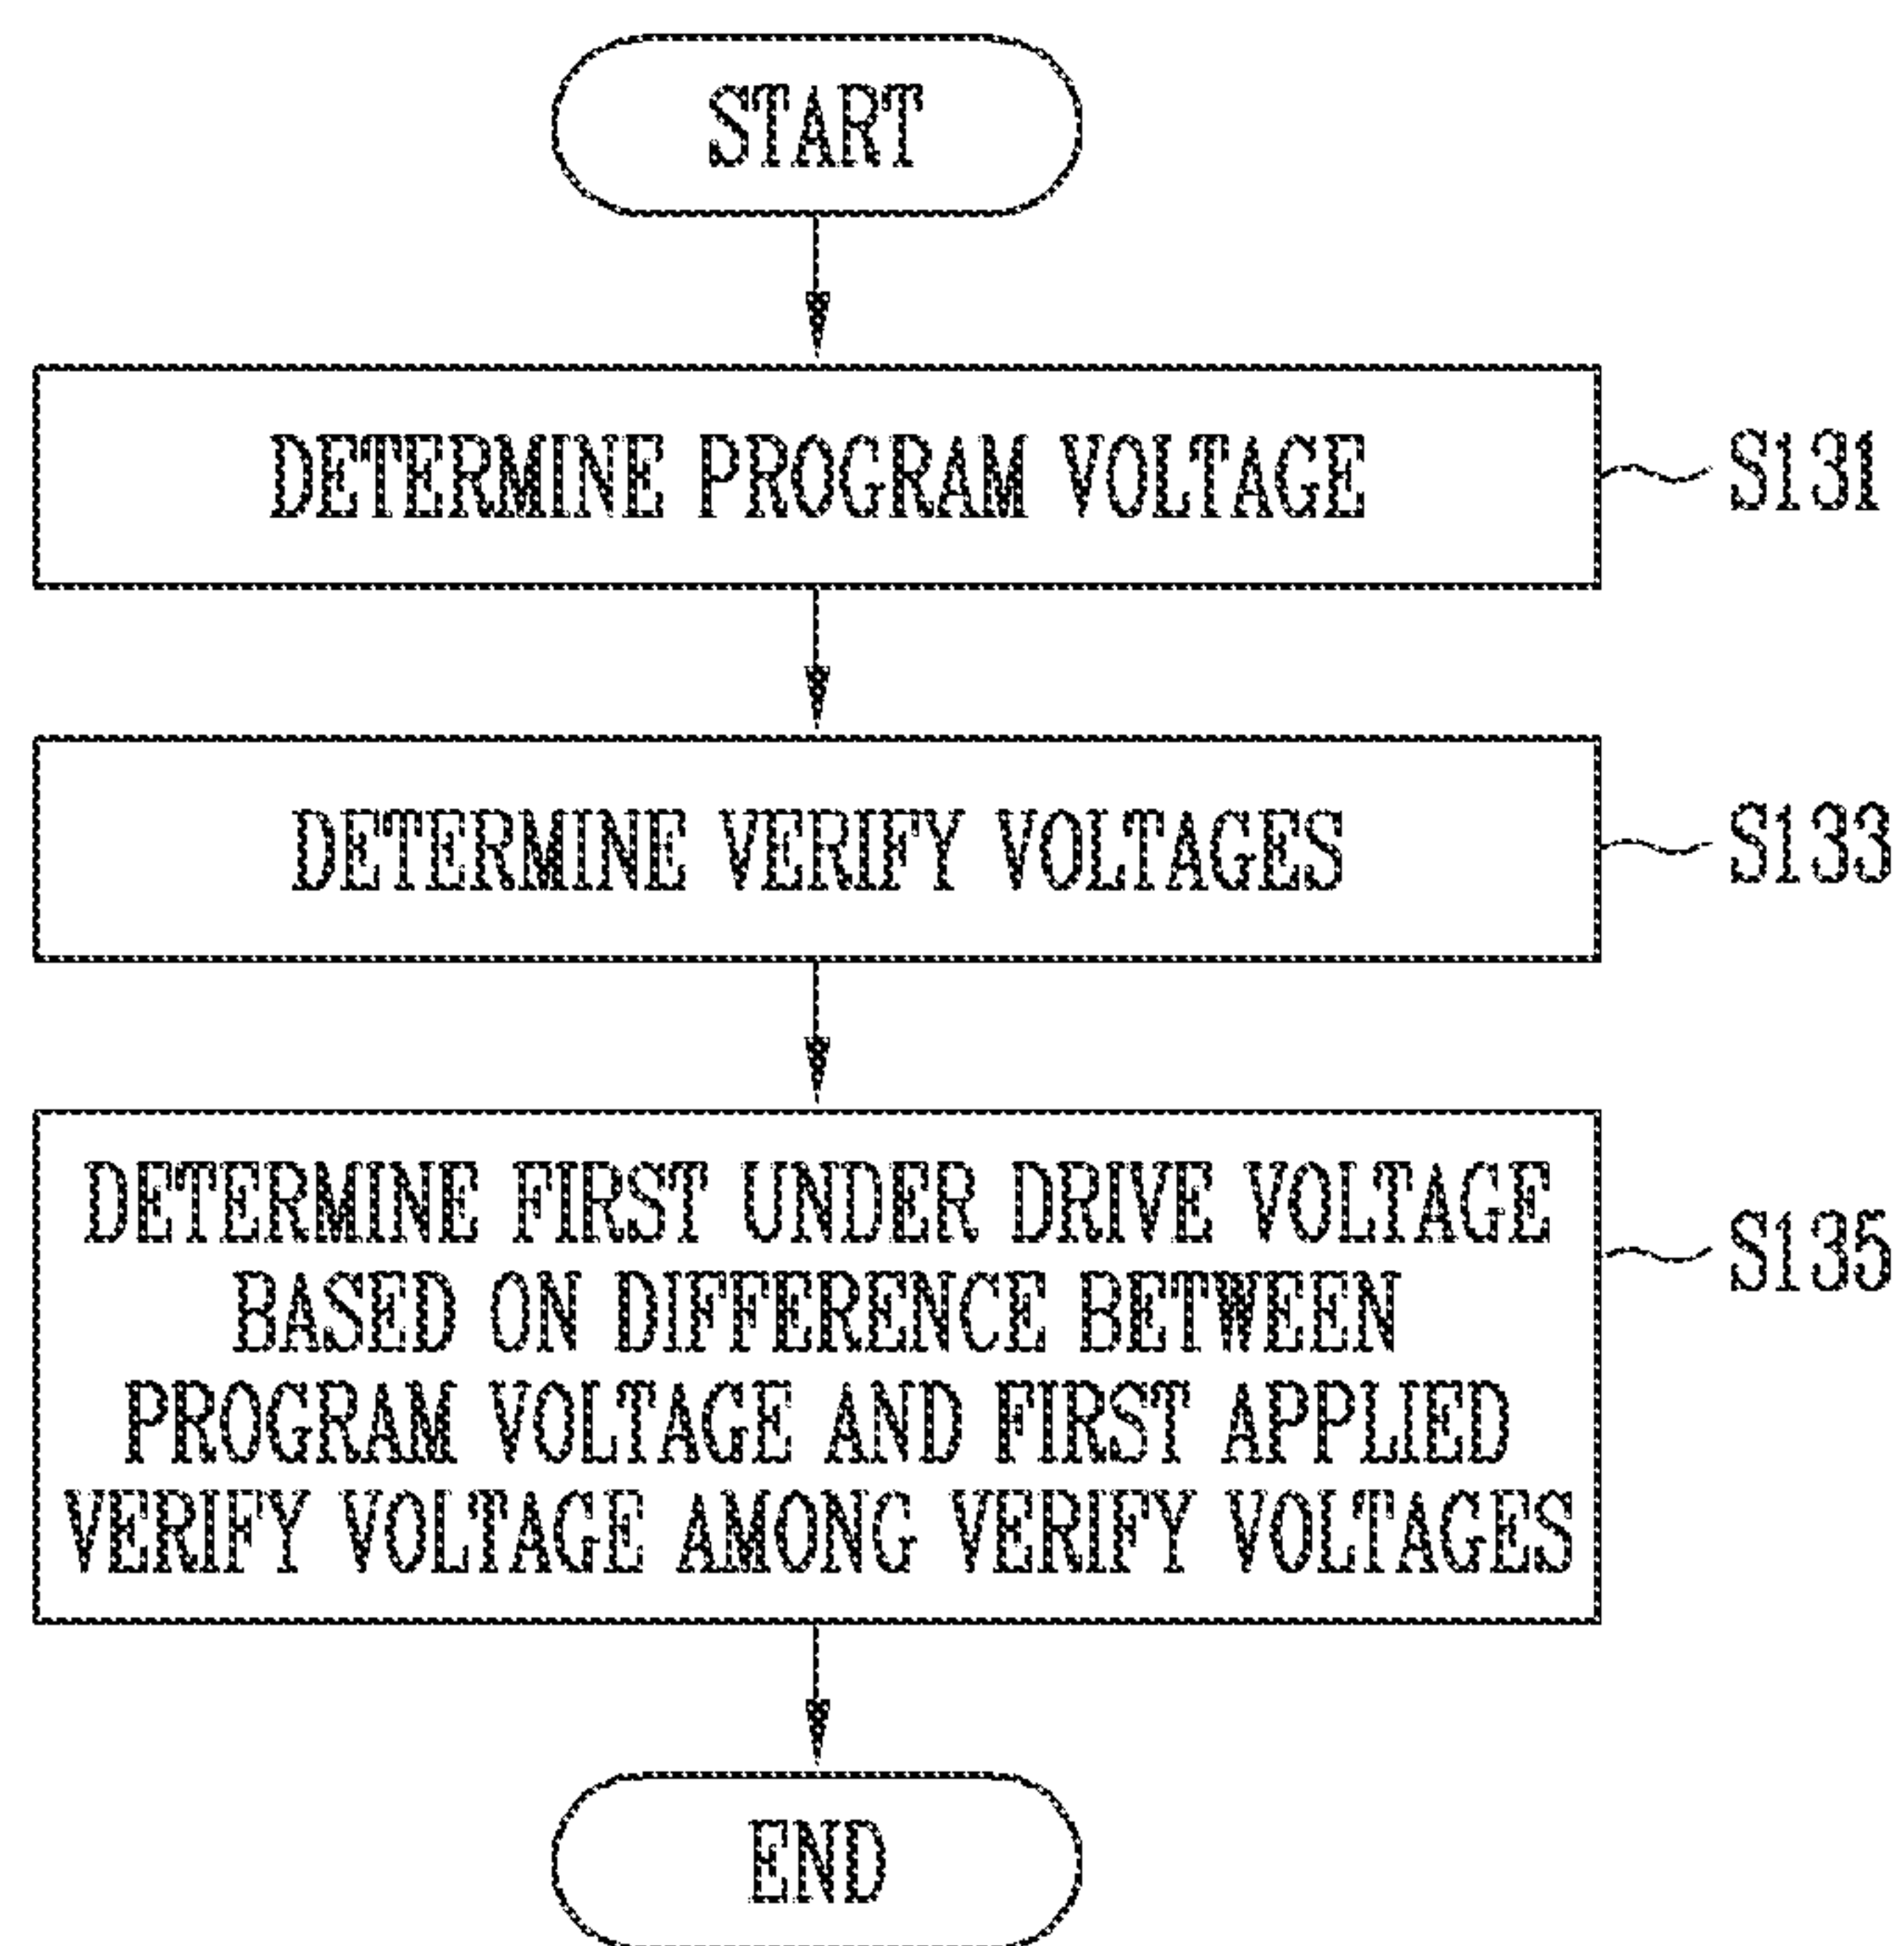 START
DETERMINE PROGRAM VOLTAGE
S131
DETERMINE VERIFY VOLTAGES
S133
DETERMINE FIRST UNDER DRIVE VOLTAGE
BASED ON DIFFERENCE BETWEEN
PROGRAM VOLTAGE AND FIRST APPLIED
VERIFY VOLTAGE AMONG VERIFY VOLTAGES
S135
END